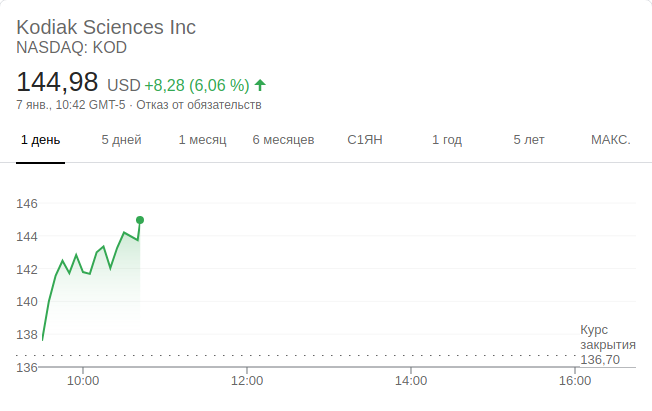 Kodiak Sciences Inc
NASDAQ: KOD
144,98 USD +8,28 (6,06 %)
7 янв., 10:42 GMT-5 · Отказ от обязательств
1 день 5 дней 1 месяц 6 месяцев С1ЯН 1 год 5 лет МАКС.
146
144
142
140
138
136
Курс
закрытия
136,70
10:00 12:00 14:00 16:00